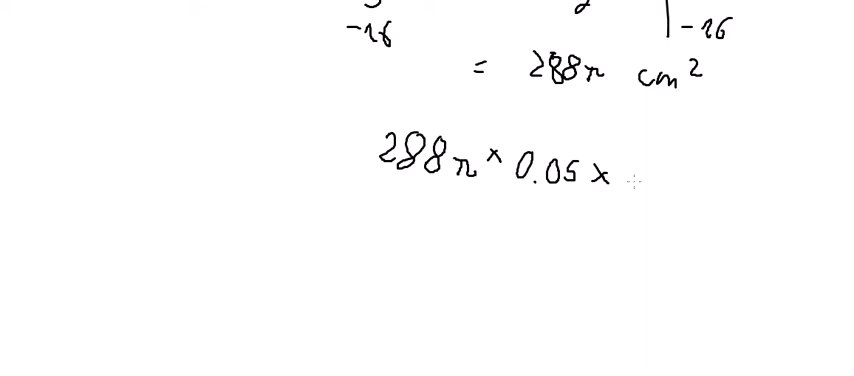 -16
-16
= 288π cm²
288π × 0.05 ×